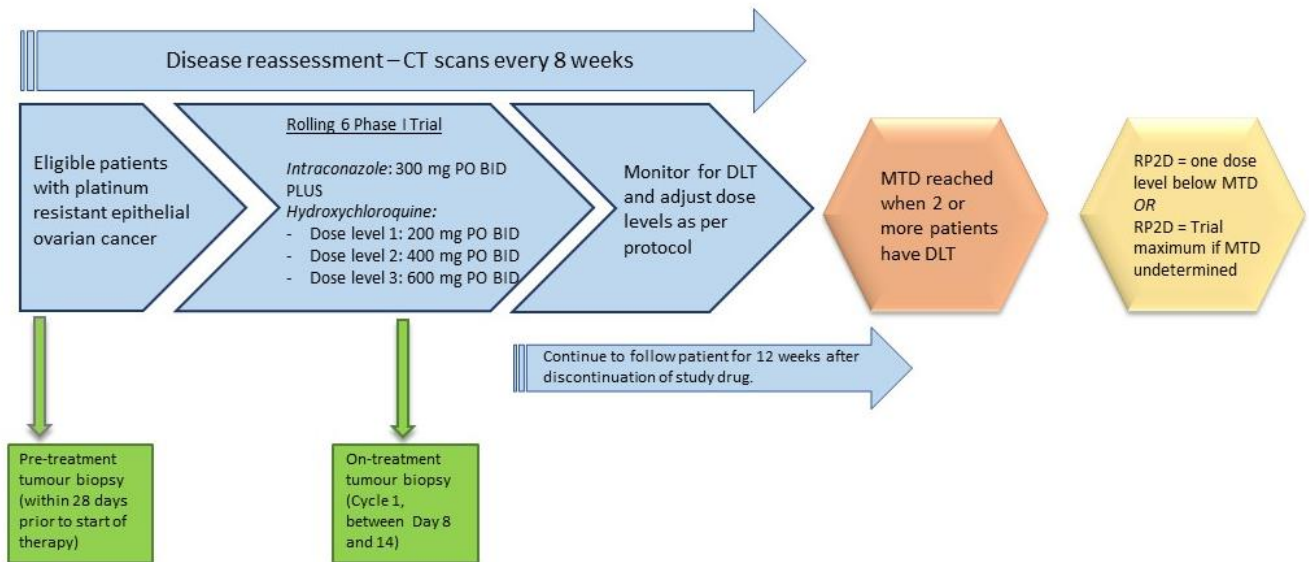 Disease reassessment – CT scans every 8 weeks
Eligible patients
with platinum
resistant epithelial
ovarian cancer
Rolling 6 Phase I Trial
Intraconazole: 300 mg PO BID
PLUS
Hydroxychloroquine:
- Dose level 1: 200 mg PO BID
- Dose level 2: 400 mg PO BID
- Dose level 3: 600 mg PO BID
Monitor for DLT
and adjust dose
levels as per
protocol
MTD reached
when 2 or
more patients
have DLT
RP2D = one dose
level below MTD
OR
RP2D = Trial
maximum if MTD
undetermined
Continue to follow patient for 12 weeks after
discontinuation of study drug.
Pre-treatment
tumour biopsy
(within 28 days
prior to start of
therapy)
On-treatment
tumour biopsy
(Cycle 1,
between Day 8
and 14)